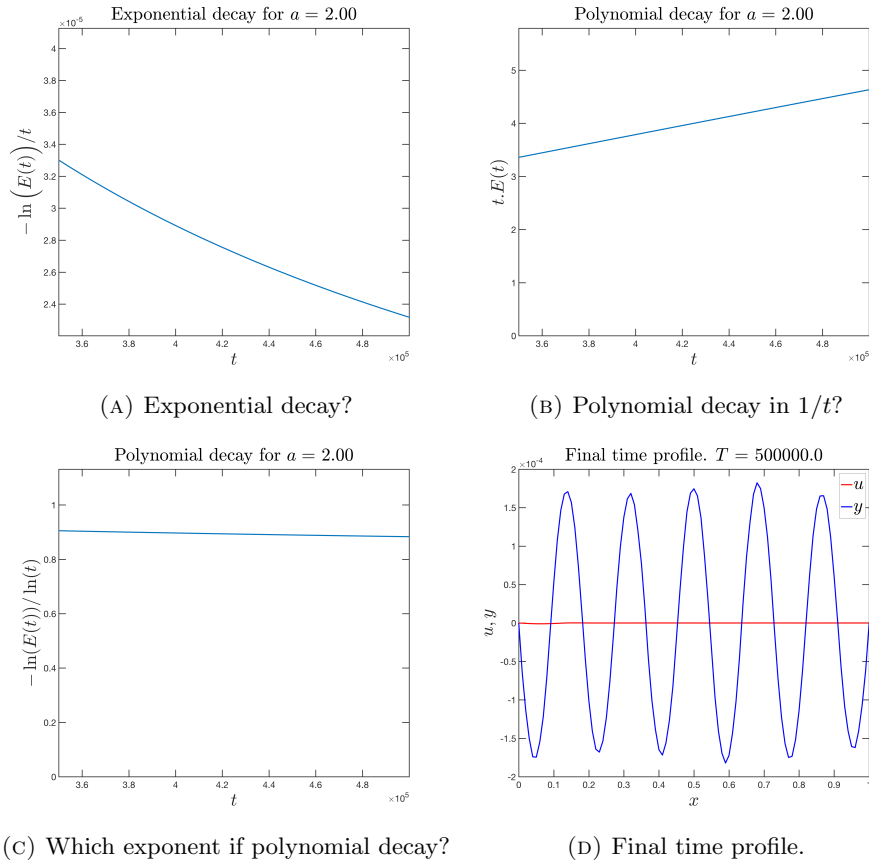 Exponential decay for a = 2.00
×10⁻⁵
4
3.8
3.6
3.4
3.2
3
2.8
2.6
2.4
− ln (E(t))/t
3.6 3.8 4 4.2 4.4 4.6 4.8
×10⁵
t
(A) Exponential decay?
Polynomial decay for a = 2.00
5
4
3
2
1
0
t.E(t)
3.6 3.8 4 4.2 4.4 4.6 4.8
×10⁵
t
(B) Polynomial decay in 1/t?
Polynomial decay for a = 2.00
1
0.8
0.6
0.4
0.2
0
− ln(E(t))/ ln(t)
3.6 3.8 4 4.2 4.4 4.6 4.8
×10⁵
t
(C) Which exponent if polynomial decay?
Final time profile. T = 500000.0
×10⁻⁴
2
1.5
1
0.5
0
-0.5
-1
-1.5
-2
u, y
u
y
0 0.1 0.2 0.3 0.4 0.5 0.6 0.7 0.8 0.9
x
(D) Final time profile.